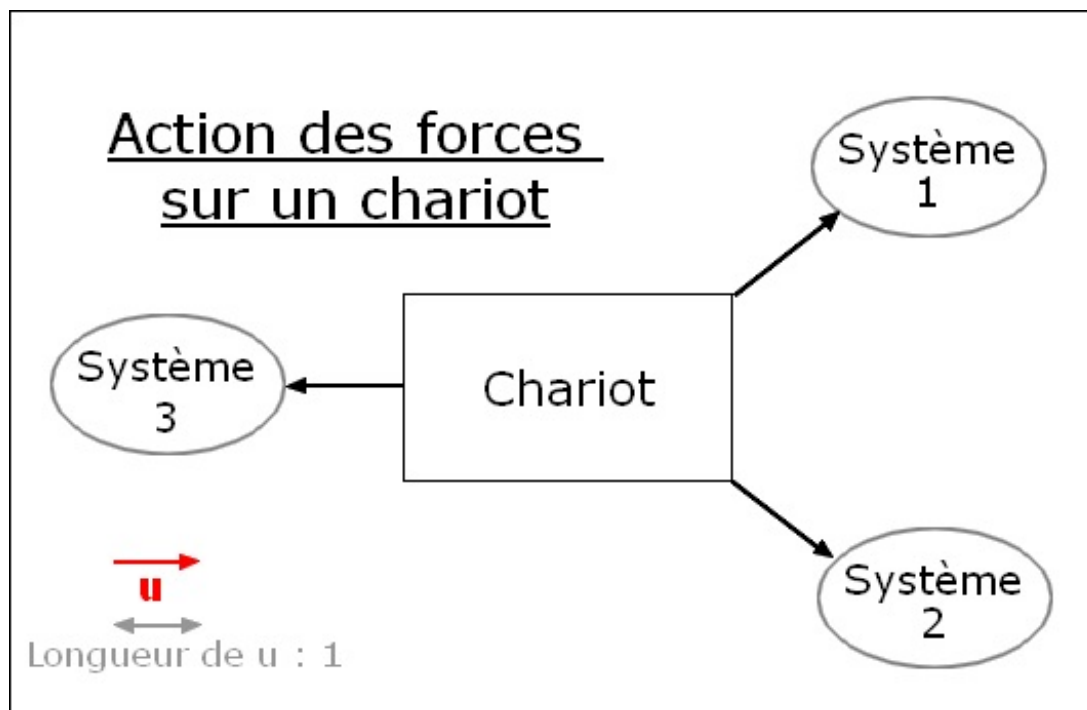 Action des forces
sur un chariot
Système
1
Système
3
Chariot
Système
2
u
Longueur de u : 1